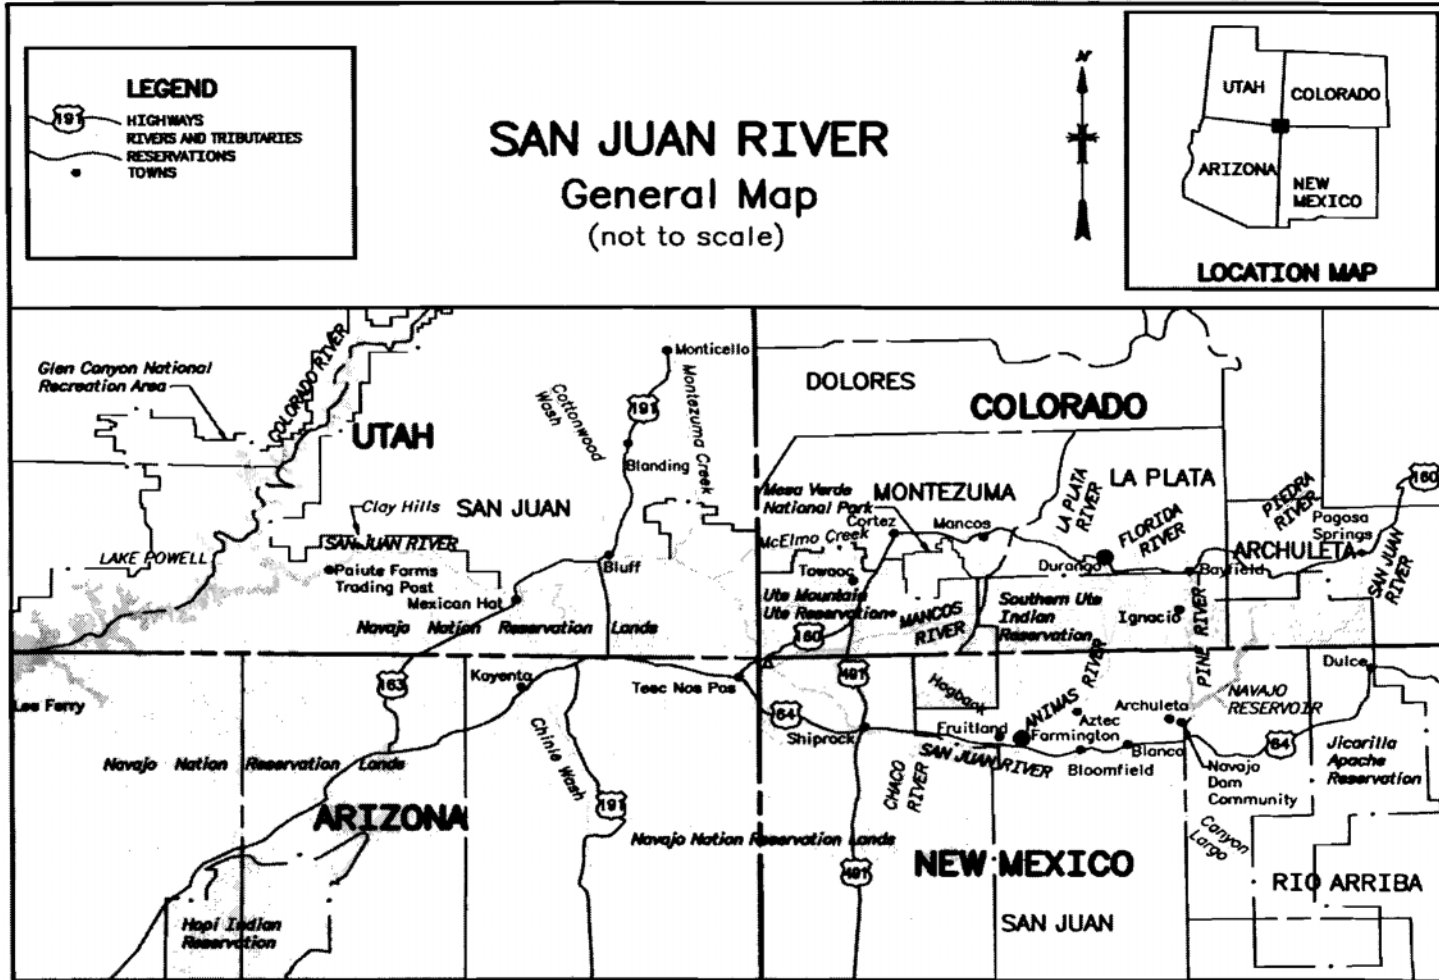 LEGEND
191
HIGHWAYS
RIVERS AND TRIBUTARIES
RESERVATIONS
TOWNS
SAN JUAN RIVER
General Map
(not to scale)
N
UTAH
COLORADO
ARIZONA
NEW
MEXICO
LOCATION MAP
Glen Canyon National
Recreation Area
COLORADO RIVER
UTAH
Monticello
Cottonwood
Wash
191
Montezuma Creek
Blanding
Clay Hills
SAN JUAN
SAN JUAN RIVER
LAKE POWELL
Paiute Farms
Trading Post
Bluff
Mexican Hat
Navajo Nation Reservation Lands
DOLORES
COLORADO
Mesa Verde
National Park
MONTEZUMA
LA PLATA
RIVER
LA PLATA
PIEDRA
RIVER
160
Cortez
Mancos
FLORIDA
RIVER
Pagosa
Springs
McElmo Creek
ARCHULETA
Towaoc
Durango
Bayfield
SAN JUAN
RIVER
Ute Mountain
Ute Reservation
MANCOS
RIVER
Southern Ute
Indian
Reservation
Ignacio
PINE RIVER
160
Lee Ferry
163
Kayenta
Teec Nos Pos
491
Hogback
ANIMAS RIVER
Dulce
NAVAJO
RESERVOIR
Archuleta
Aztec
64
Shiprock
Fruitland
Farmington
SAN JUAN RIVER
Bloomfield
Blanco
64
Navajo
Dam
Community
Jicarilla
Apache
Reservation
Chinle Wash
Navajo Nation Reservation Lands
CHACO
RIVER
191
ARIZONA
Navajo Nation Reservation Lands
Canyon
Largo
491
NEW MEXICO
RIO ARRIBA
SAN JUAN
Hopi Indian
Reservation